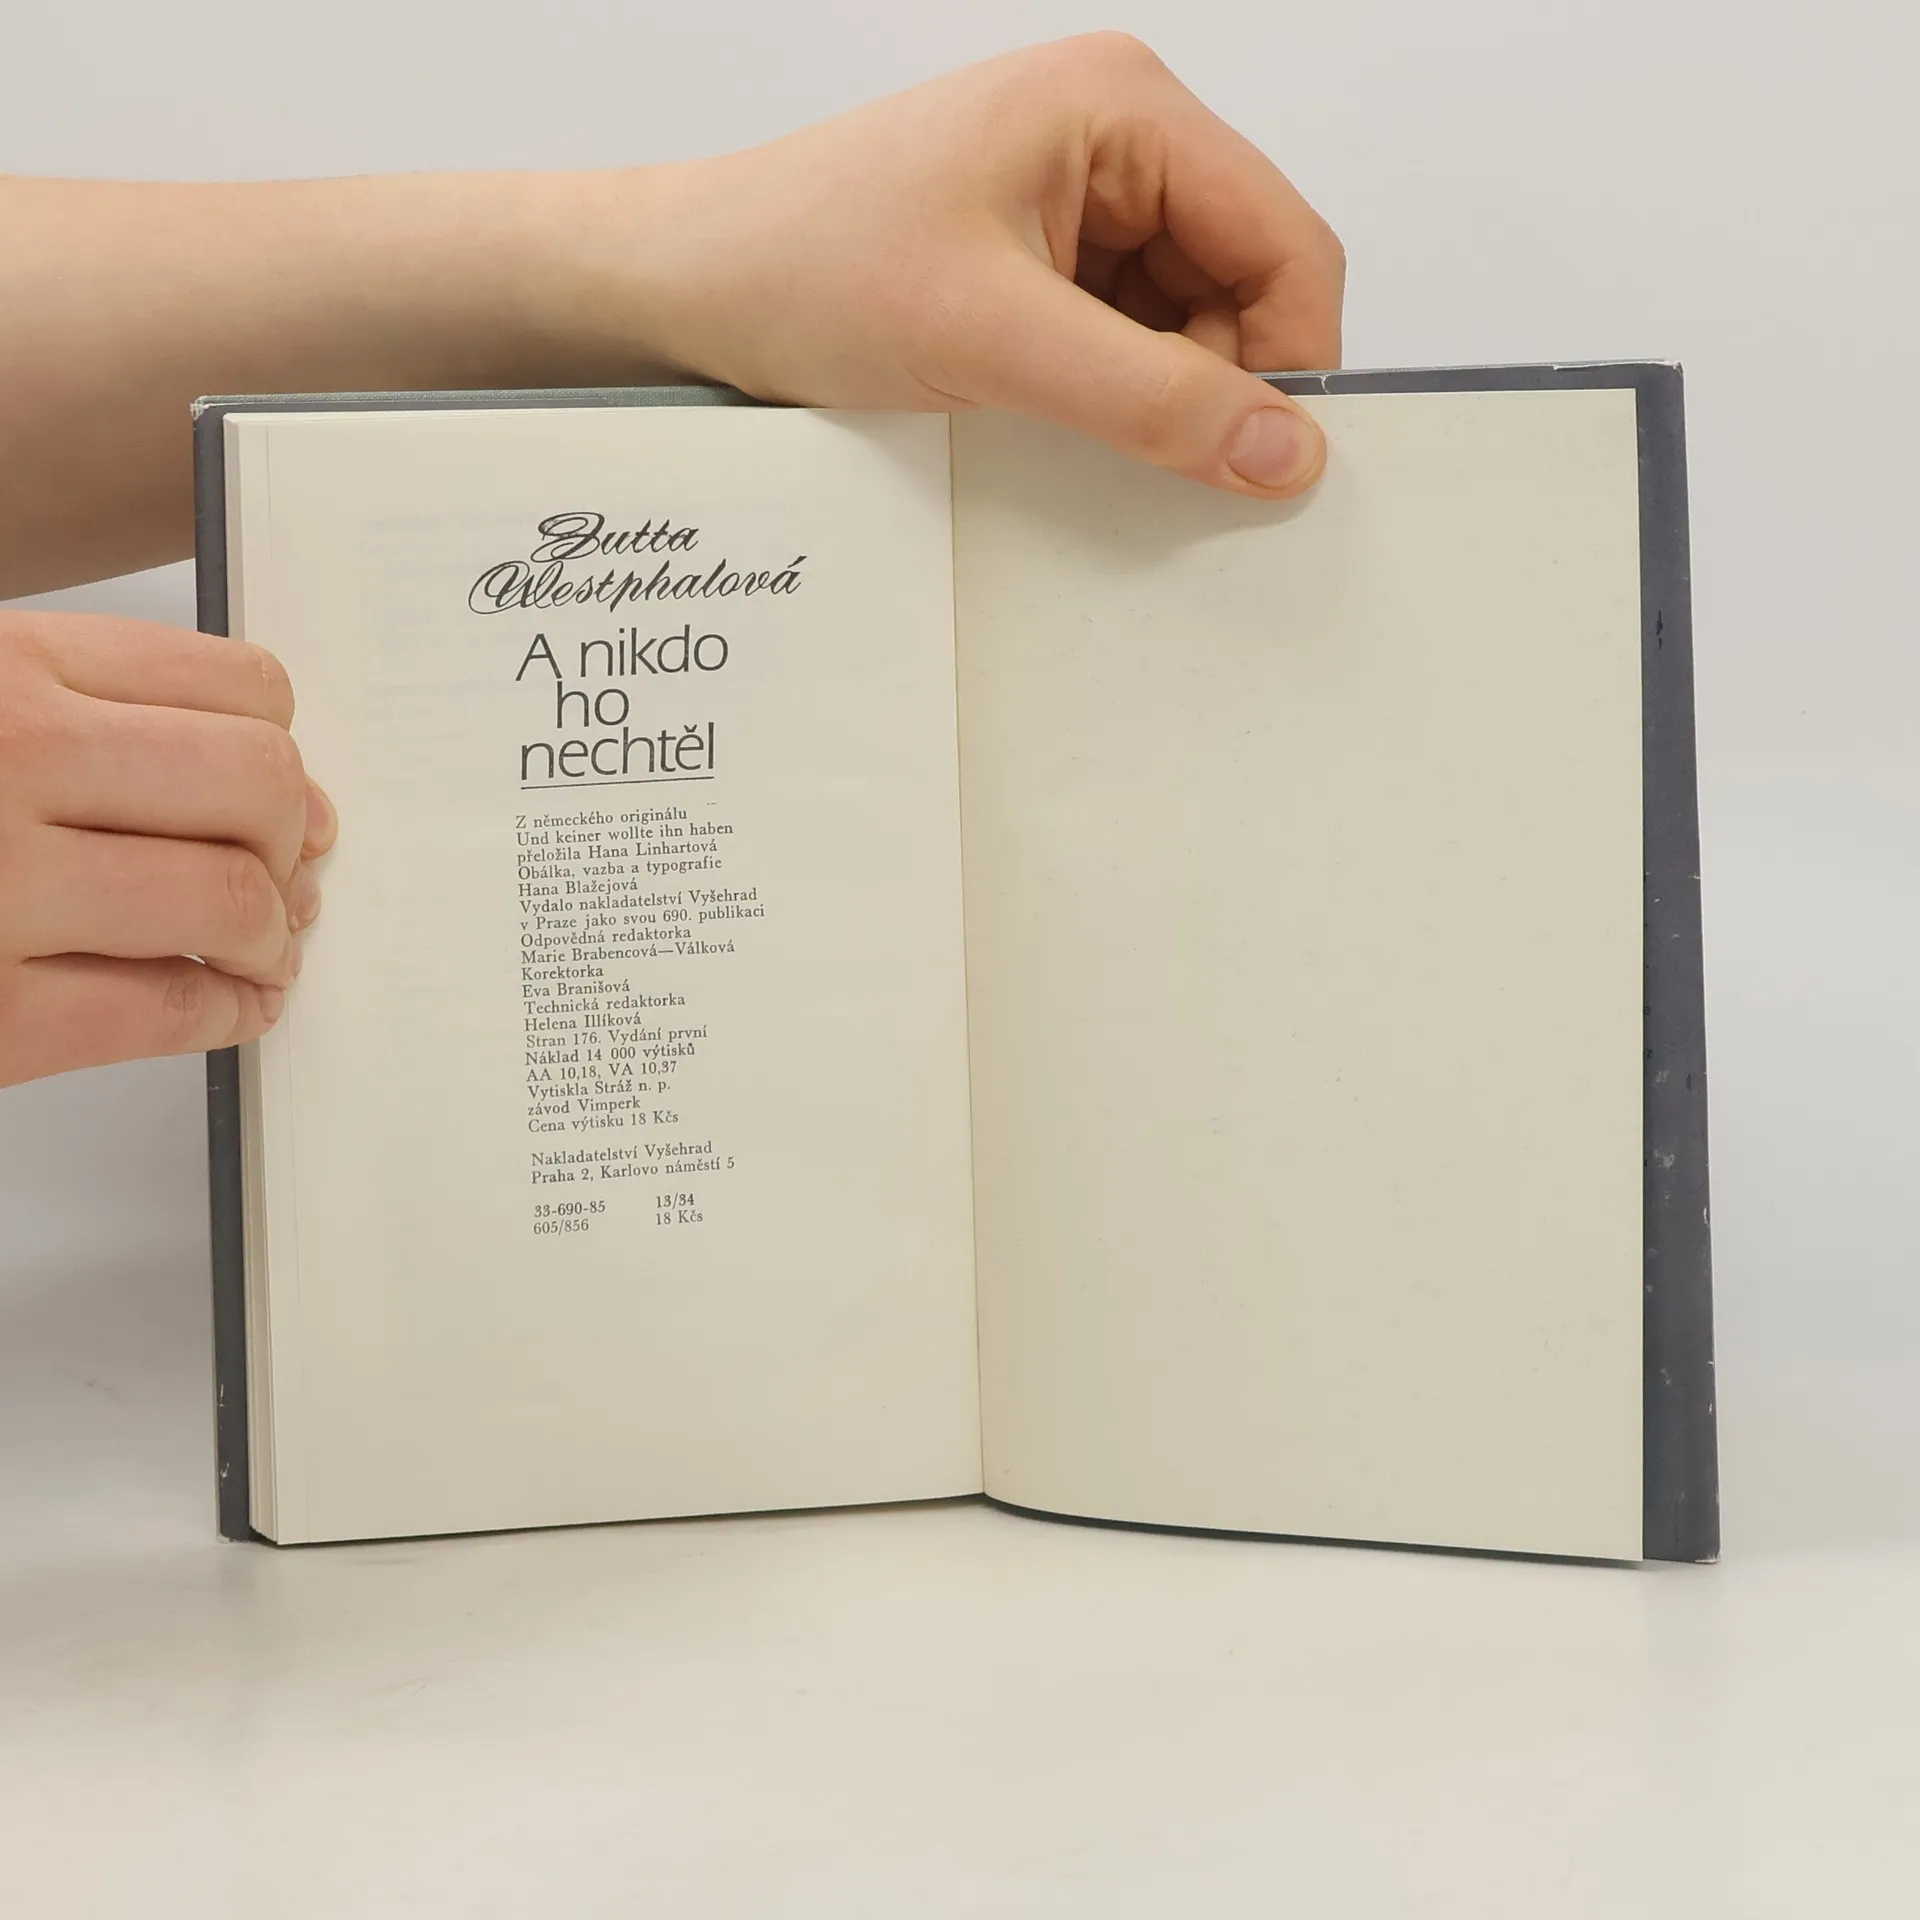 Jutta
Westphalová
A nikdo
ho
nechtěl
Z německého originálu
Und keiner wollte ihn haben
přeložila Hana Linhartová
Obálka, vazba a typografie
Hana Blažejová
Vydalo nakladatelství Vyšehrad
v Praze jako svou 690. publikaci
Odpovědná redaktorka
Marie Brabencová—Válková
Korektorka
Eva Branišová
Technická redaktorka
Helena Illíková
Stran 176. Vydání první
Náklad 14 000 výtisků
AA 10,18, VA 10,37
Vytiskla Stráž n. p.
závod Vimperk
Cena výtisku 18 Kčs
Nakladatelství Vyšehrad
Praha 2, Karlovo náměstí 5
33-690-85 13/34
605/856 18 Kčs